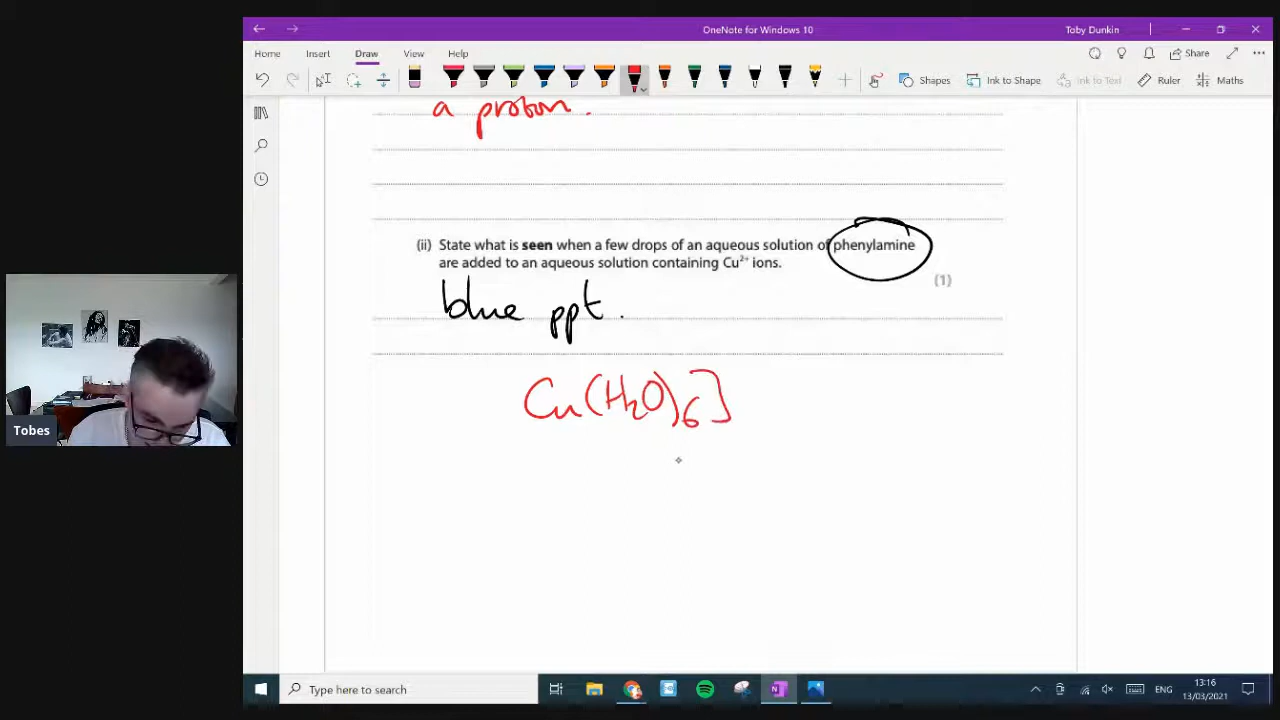 OneNote for Windows 10
Toby Dunkin
Home Insert Draw View Help
Share
Shapes
Ink to Shape
Ink to Text
Ruler
Maths
a proton.
(ii) State what is seen when a few drops of an aqueous solution of phenylamine
are added to an aqueous solution containing Cu²⁺ ions.
(1)
blue ppt.
Cu(H₂O)₆]
Tobes
Type here to search
ENG
13:16
13/03/2021